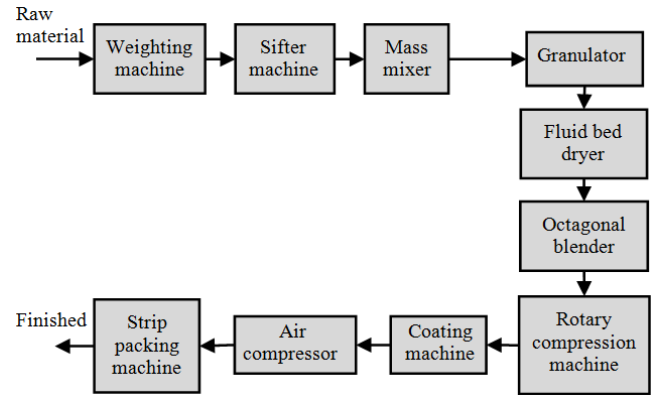 Raw
material
Weighting
machine
Sifter
machine
Mass
mixer
Granulator
Fluid bed
dryer
Octagonal
blender
Rotary
compression
machine
Coating
machine
Air
compressor
Strip
packing
machine
Finished